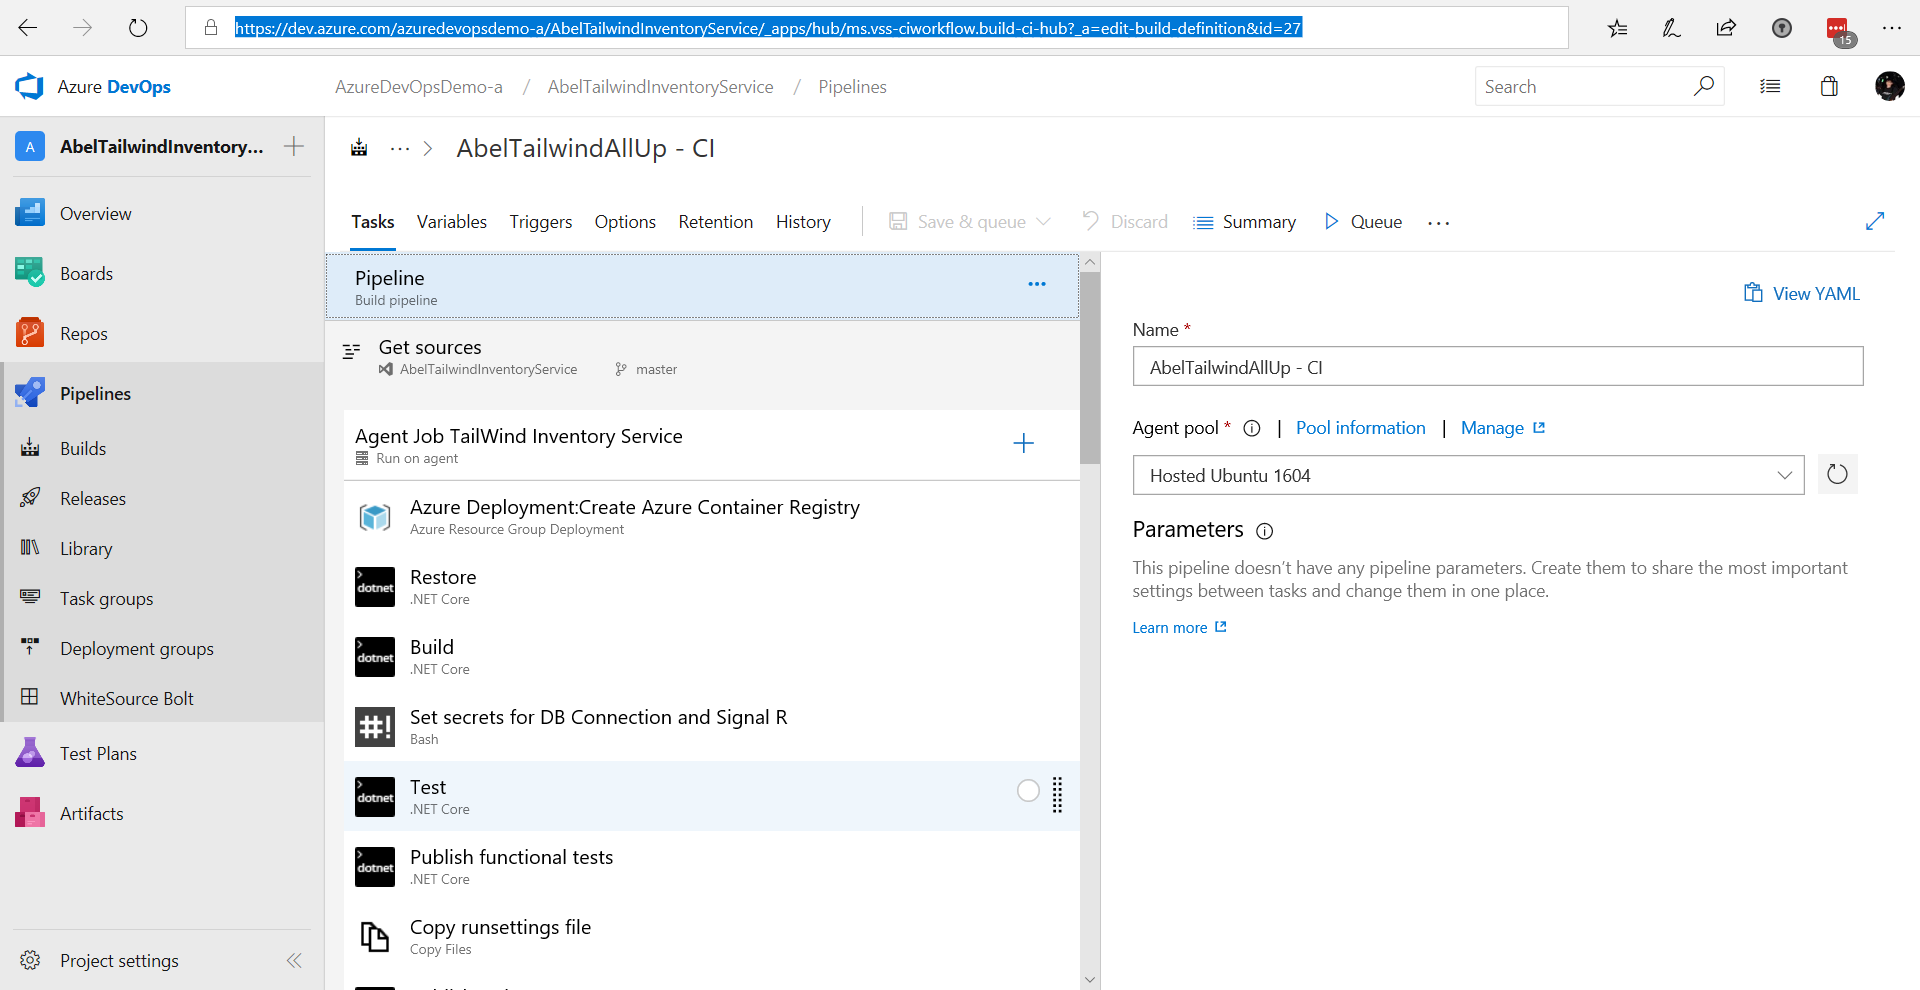 https://dev.azure.com/azuredevopsdemo-a/AbelTailwindInventoryService/_apps/hub/ms.vss-ciworkflow.build-ci-hub?_a=edit-build-definition&id=27
15
Azure DevOps
AzureDevOpsDemo-a / AbelTailwindInventoryService / Pipelines
Search
A
AbelTailwindInventory...
... > AbelTailwindAllUp - CI
Overview
Boards
Repos
Pipelines
Builds
Releases
Library
Task groups
Deployment groups
WhiteSource Bolt
Test Plans
Artifacts
Project settings
Tasks Variables Triggers Options Retention History
Save & queue Discard Summary Queue ...
Pipeline
Build pipeline
Get sources
AbelTailwindInventoryService master
Agent Job TailWind Inventory Service
Run on agent
Azure Deployment:Create Azure Container Registry
Azure Resource Group Deployment
dotnet
Restore
.NET Core
dotnet
Build
.NET Core
#!
Set secrets for DB Connection and Signal R
Bash
dotnet
Test
.NET Core
dotnet
Publish functional tests
.NET Core
Copy runsettings file
Copy Files
View YAML
Name *
AbelTailwindAllUp - CI
Agent pool * | Pool information | Manage
Hosted Ubuntu 1604
Parameters
This pipeline doesn't have any pipeline parameters. Create them to share the most important
settings between tasks and change them in one place.
Learn more